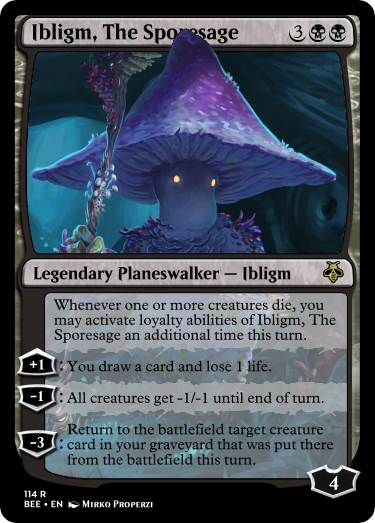 Ibligm, The Sporesage 3
Legendary Planeswalker — Ibligm
Whenever one or more creatures die, you
may activate loyalty abilities of Ibligm, The
Sporesage an additional time this turn.
+1: You draw a card and lose 1 life.
-1: All creatures get -1/-1 until end of turn.
Return to the battlefield target creature
-3: card in your graveyard that was put there
from the battlefield this turn.
4
114 R
BEE • EN Mirko Properzi